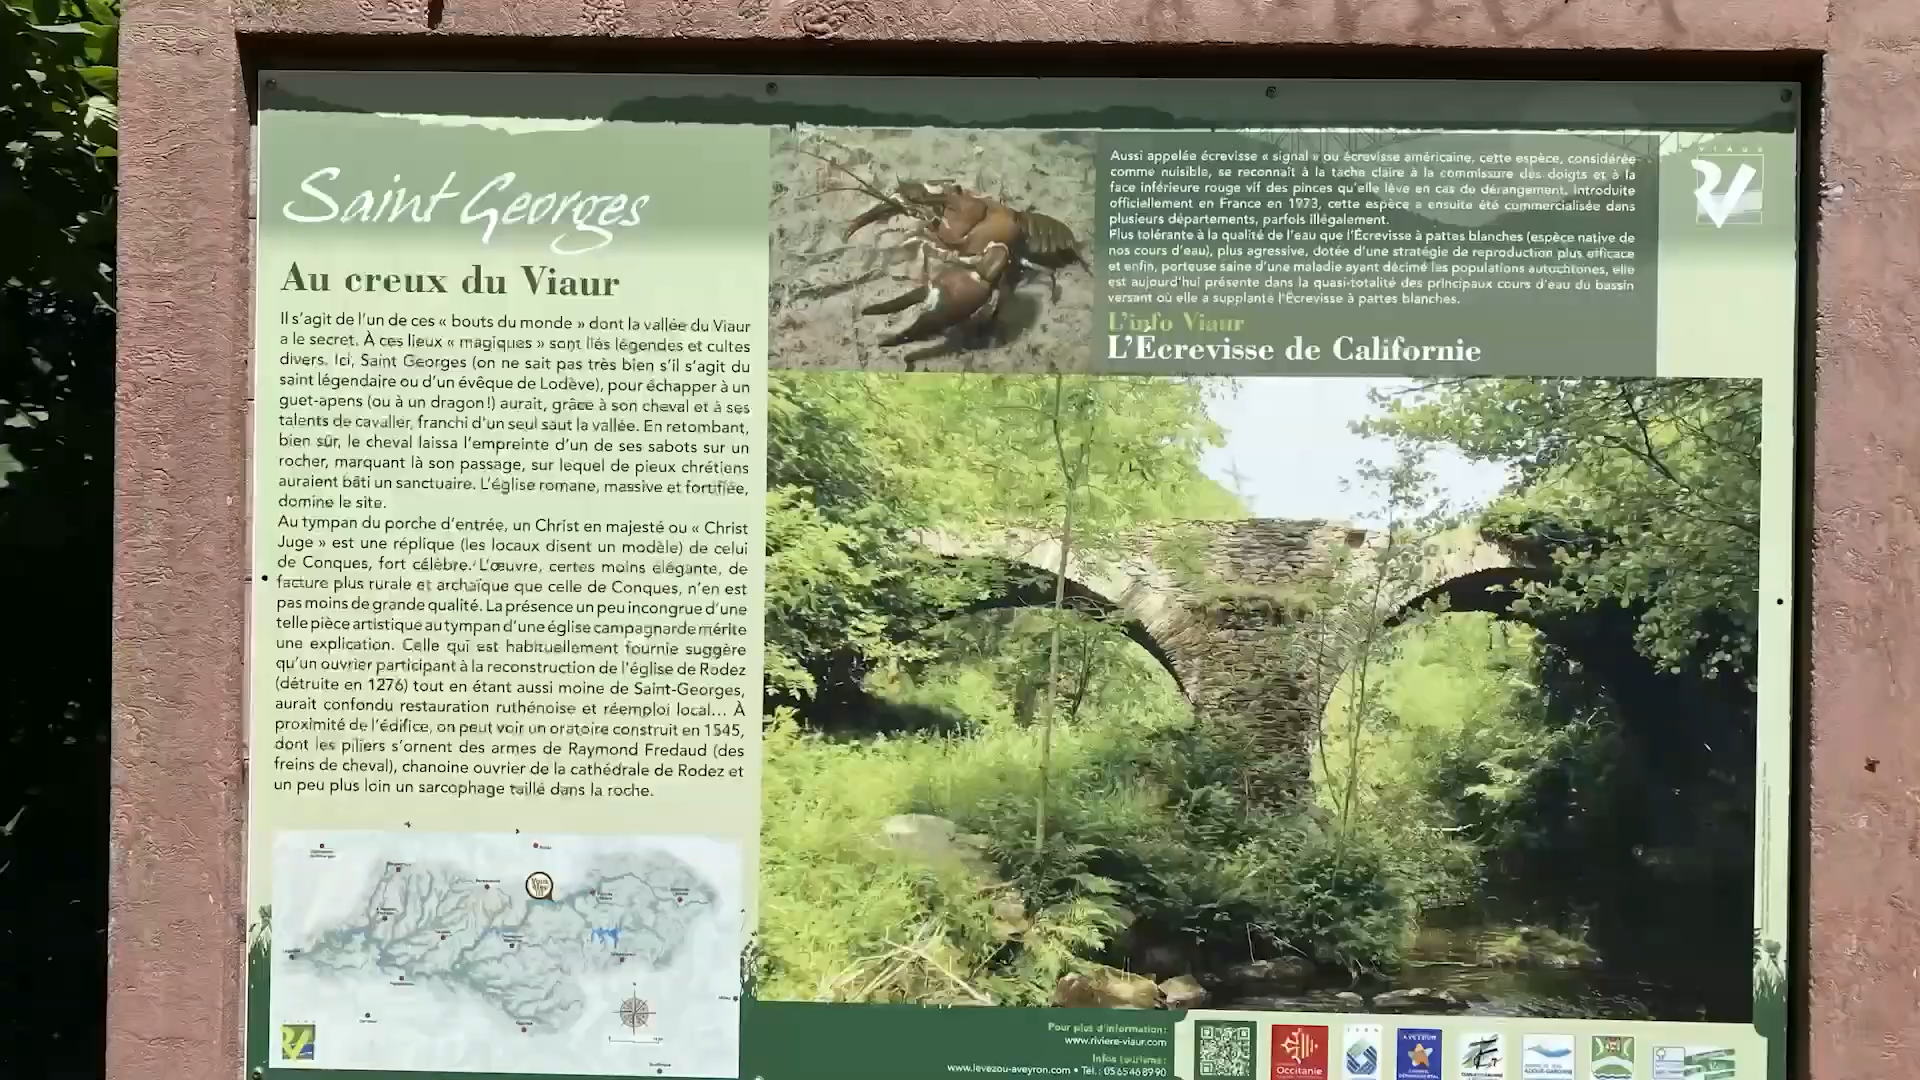 Saint Georges
Au creux du Viaur
Il s'agit de l'un de ces « bouts du monde » dont la vallée du Viaur
a le secret. À ces lieux « magiques » sont liés légendes et cultes
divers. Ici, Saint Georges (on ne sait pas très bien s'il s'agit du
saint légendaire ou d'un évêque de Lodève), pour échapper à un
guet-apens (ou à un dragon !) aurait, grâce à son cheval et à ses
talents de cavalier, franchi d'un seul saut la vallée. En retombant,
bien sûr, le cheval laissa l'empreinte d'un de ses sabots sur un
rocher, marquant là son passage, sur lequel de pieux chrétiens
auraient bâti un sanctuaire. L'église romane, massive et fortifiée,
domine le site.
Au tympan du porche d'entrée, un Christ en majesté ou « Christ
Juge » est une réplique (les locaux disent un modèle) de celui
de Conques, fort célèbre. L'œuvre, certes moins élégante, de
facture plus rurale et archaïque que celle de Conques, n'en est
pas moins de grande qualité. La présence un peu incongrue d'une
telle pièce artistique au tympan d'une église campagnarde mérite
une explication. Celle qui est habituellement fournie suggère
qu'un ouvrier participant à la reconstruction de l'église de Rodez
(détruite en 1276) tout en étant aussi moine de Saint-Georges,
aurait confondu restauration ruthénoise et réemploi local... À
proximité de l'édifice, on peut voir un oratoire construit en 1545,
dont les piliers s'ornent des armes de Raymond Fredaud (des
freins de cheval), chanoine ouvrier de la cathédrale de Rodez et
un peu plus loin un sarcophage taillé dans la roche.
Aussi appelée écrevisse « signal » ou écrevisse américaine, cette espèce, considérée
comme nuisible, se reconnaît à la tache claire à la commissure des doigts et à la
face inférieure rouge vif des pinces qu'elle lève en cas de dérangement. Introduite
officiellement en France en 1973, cette espèce a ensuite été commercialisée dans
plusieurs départements, parfois illégalement.
Plus tolérante à la qualité de l'eau que l'Écrevisse à pattes blanches (espèce native de
nos cours d'eau), plus agressive, dotée d'une stratégie de reproduction plus efficace
et enfin, porteuse saine d'une maladie ayant décimé les populations autochtones, elle
est aujourd'hui présente dans la quasi-totalité des principaux cours d'eau du bassin
versant où elle a supplanté l'Écrevisse à pattes blanches.
L'info Viaur
L'Écrevisse de Californie
VIAUR
Vous êtes ici
Pour plus d'information :
www.riviere-viaur.com
Infos tourisme :
www.levezou-aveyron.com • Tél. : 05 65 46 89 90
Occitanie
AVEYRON
ADOUR-GARONNE